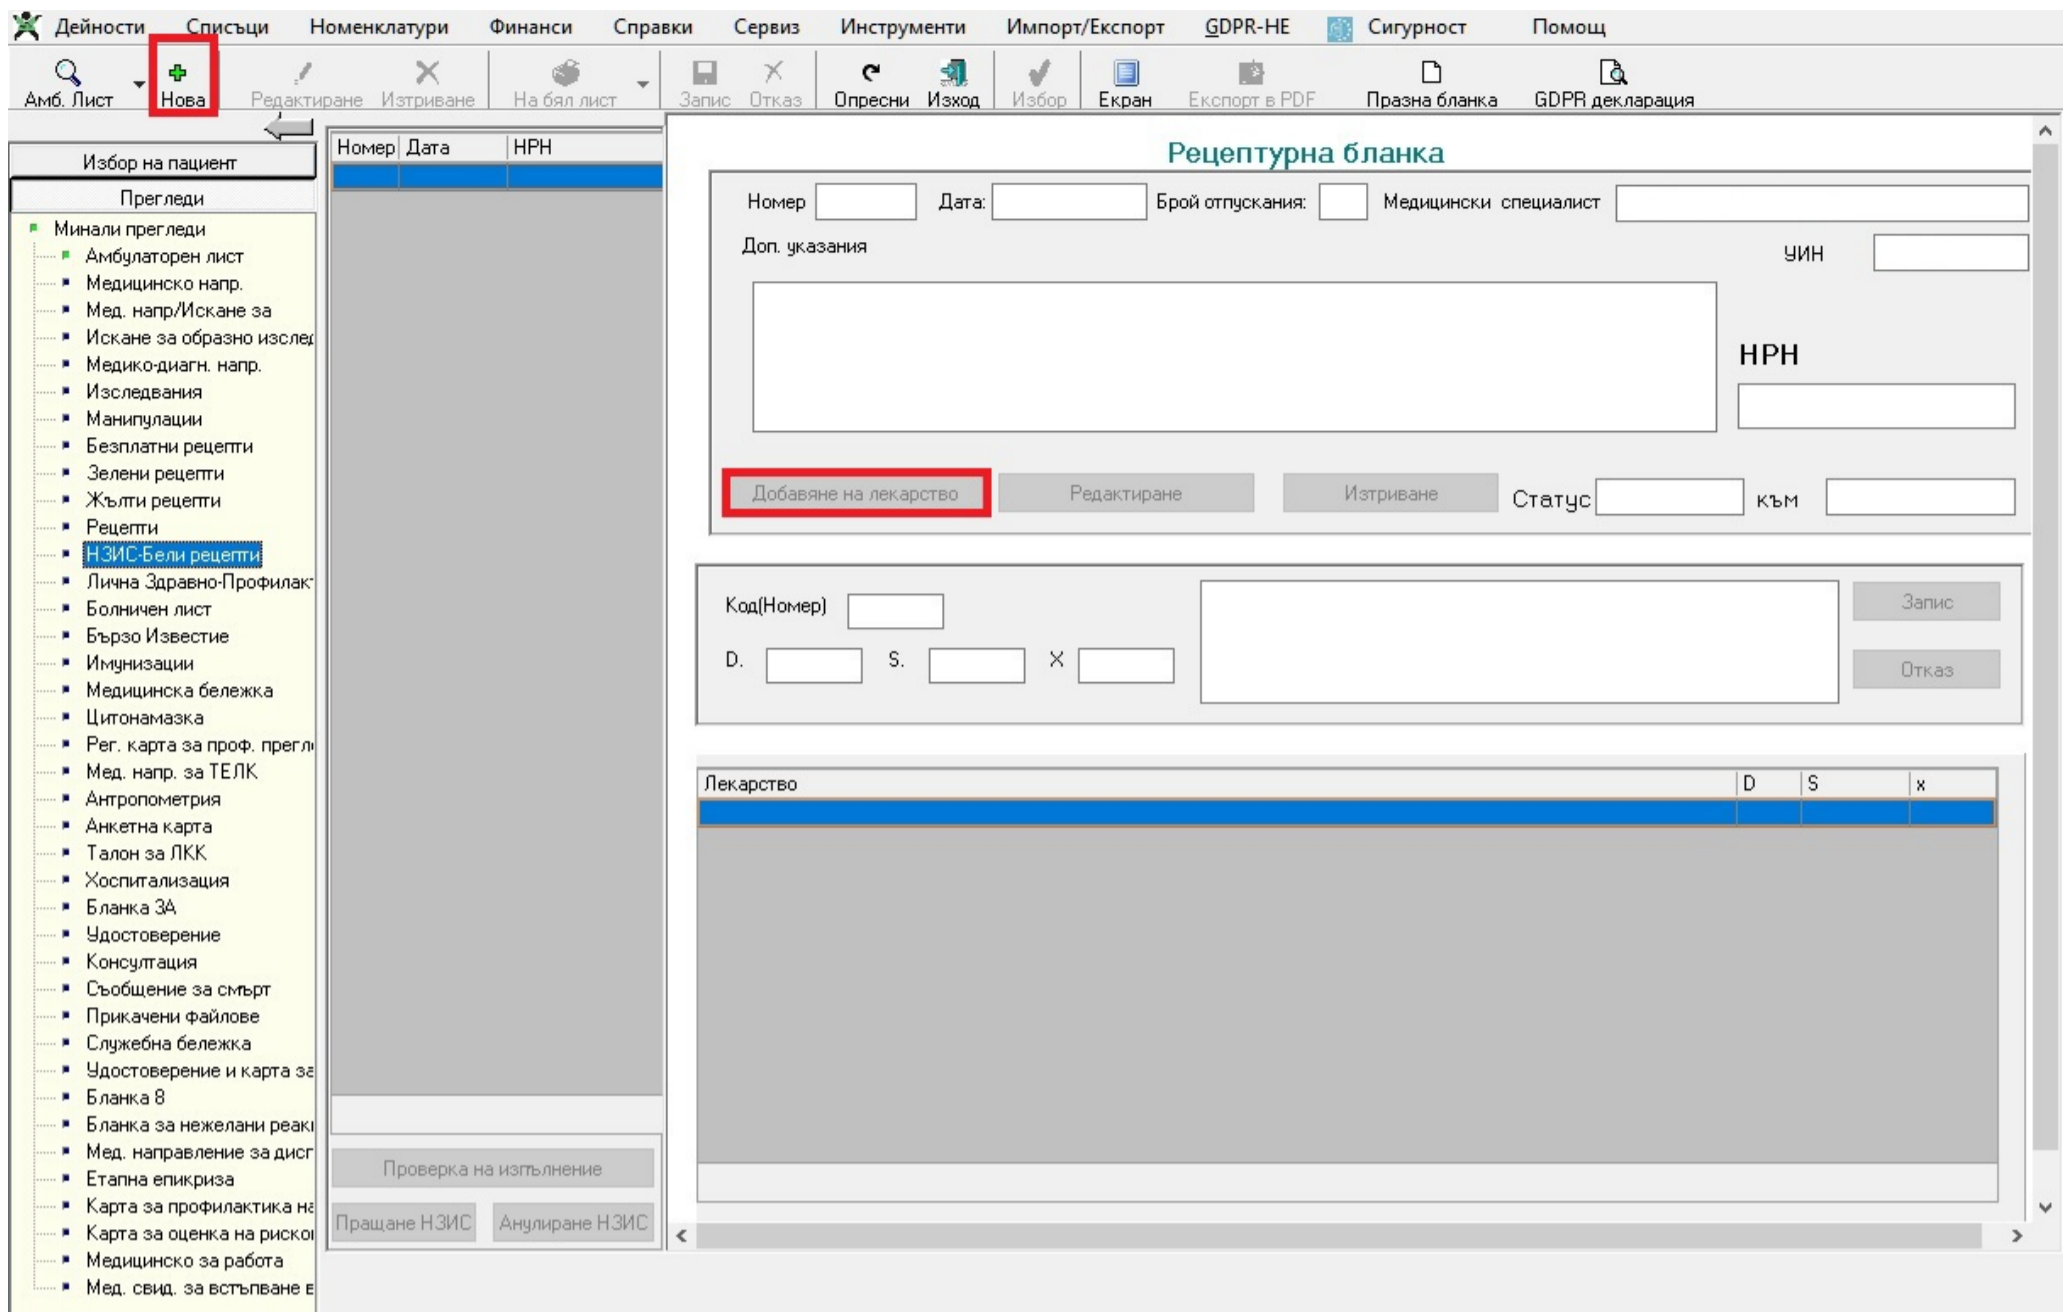 Дейности Списъци Номенклатури Финанси Справки Сервиз Инструменти Импорт/Експорт GDPR-НЕ Сигурност Помощ
Амб. Лист Нова Редактиране Изтриване На бял лист Запис Отказ Опресни Изход Избор Екран Експорт в PDF Празна бланка GDPR декларация
Избор на пациент
Прегледи
Минали прегледи
Амбулаторен лист
Медицинско напр.
Мед. напр/Искане за
Искане за образно изслед
Медико-диагн. напр.
Изследвания
Манипулации
Безплатни рецепти
Зелени рецепти
Жълти рецепти
Рецепти
НЗИС-Бели рецепти
Лична Здравно-Профилакт
Болничен лист
Бързо Известие
Имунизации
Медицинска бележка
Цитонамазка
Рег. карта за проф. прегле
Мед. напр. за ТЕЛК
Антропометрия
Анкетна карта
Талон за ЛКК
Хоспитализация
Бланка 3А
Удостоверение
Консултация
Съобщение за смърт
Прикачени файлове
Служебна бележка
Удостоверение и карта за
Бланка 8
Бланка за нежелани реакц
Мед. направление за дисп
Етапна епикриза
Карта за профилактика на
Карта за оценка на рисков
Медицинско за работа
Мед. свид. за встъпване в
Номер Дата НРН
Проверка на изпълнение
Пращане НЗИС Анулиране НЗИС
Рецептурна бланка
Номер Дата: Брой отпускания: Медицински специалист
Доп. указания УИН
НРН
Добавяне на лекарство Редактиране Изтриване Статус към
Код(Номер) Запис
D. S. X Отказ
Лекарство D S x